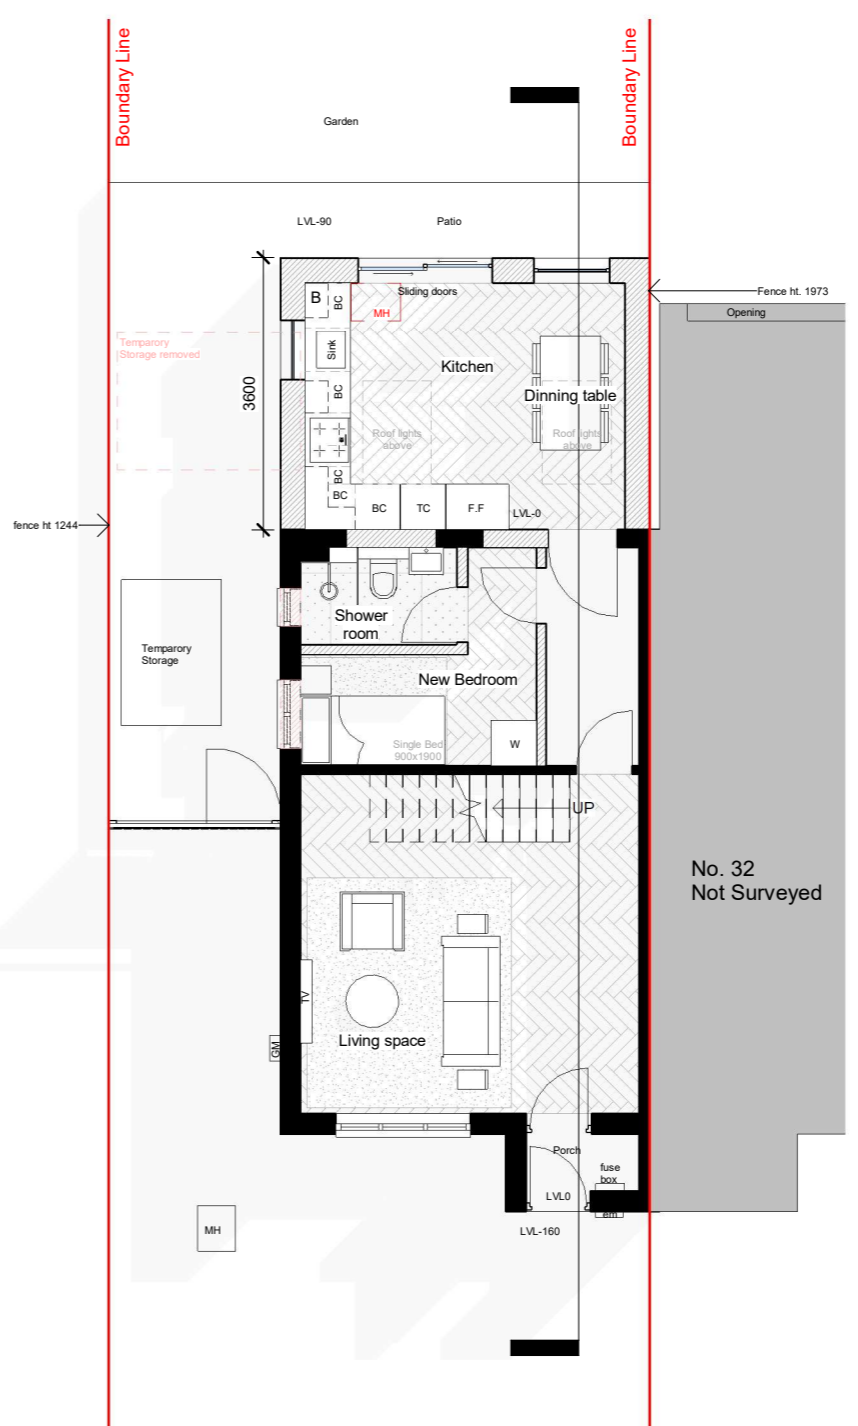 Boundary Line
Boundary Line
Garden
LVL-90
Patio
Sliding doors
Fence ht. 1973
Opening
B
BC
MH
Temparory
Storage removed
Sink
Kitchen
3600
BC
Dinning table
Roof lights
above
Roof lights
above
BC
BC
BC
TC
F.F
LVL-0
fence ht 1244
Shower
room
Temparory
Storage
New Bedroom
Single Bed
900x1900
W
UP
No. 32
Not Surveyed
TV
Living space
GM
Porch
fuse
box
LVL0
em
MH
LVL-160